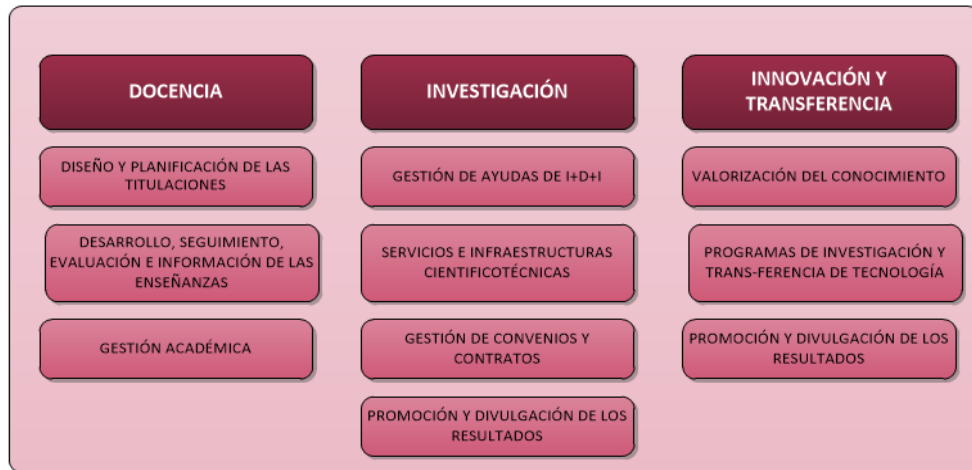 DOCENCIA
DISEÑO Y PLANIFICACIÓN DE LAS
TITULACIONES
DESARROLLO, SEGUIMIENTO,
EVALUACIÓN E INFORMACIÓN DE LAS
ENSEÑANZAS
GESTIÓN ACADÉMICA
INVESTIGACIÓN
GESTIÓN DE AYUDAS DE I+D+I
SERVICIOS E INFRAESTRUCTURAS
CIENTIFICOTÉCNICAS
GESTIÓN DE CONVENIOS Y
CONTRATOS
PROMOCIÓN Y DIVULGACIÓN DE LOS
RESULTADOS
INNOVACIÓN Y
TRANSFERENCIA
VALORIZACIÓN DEL CONOCIMIENTO
PROGRAMAS DE INVESTIGACIÓN Y
TRANS-FERENCIA DE TECNOLOGÍA
PROMOCIÓN Y DIVULGACIÓN DE LOS
RESULTADOS